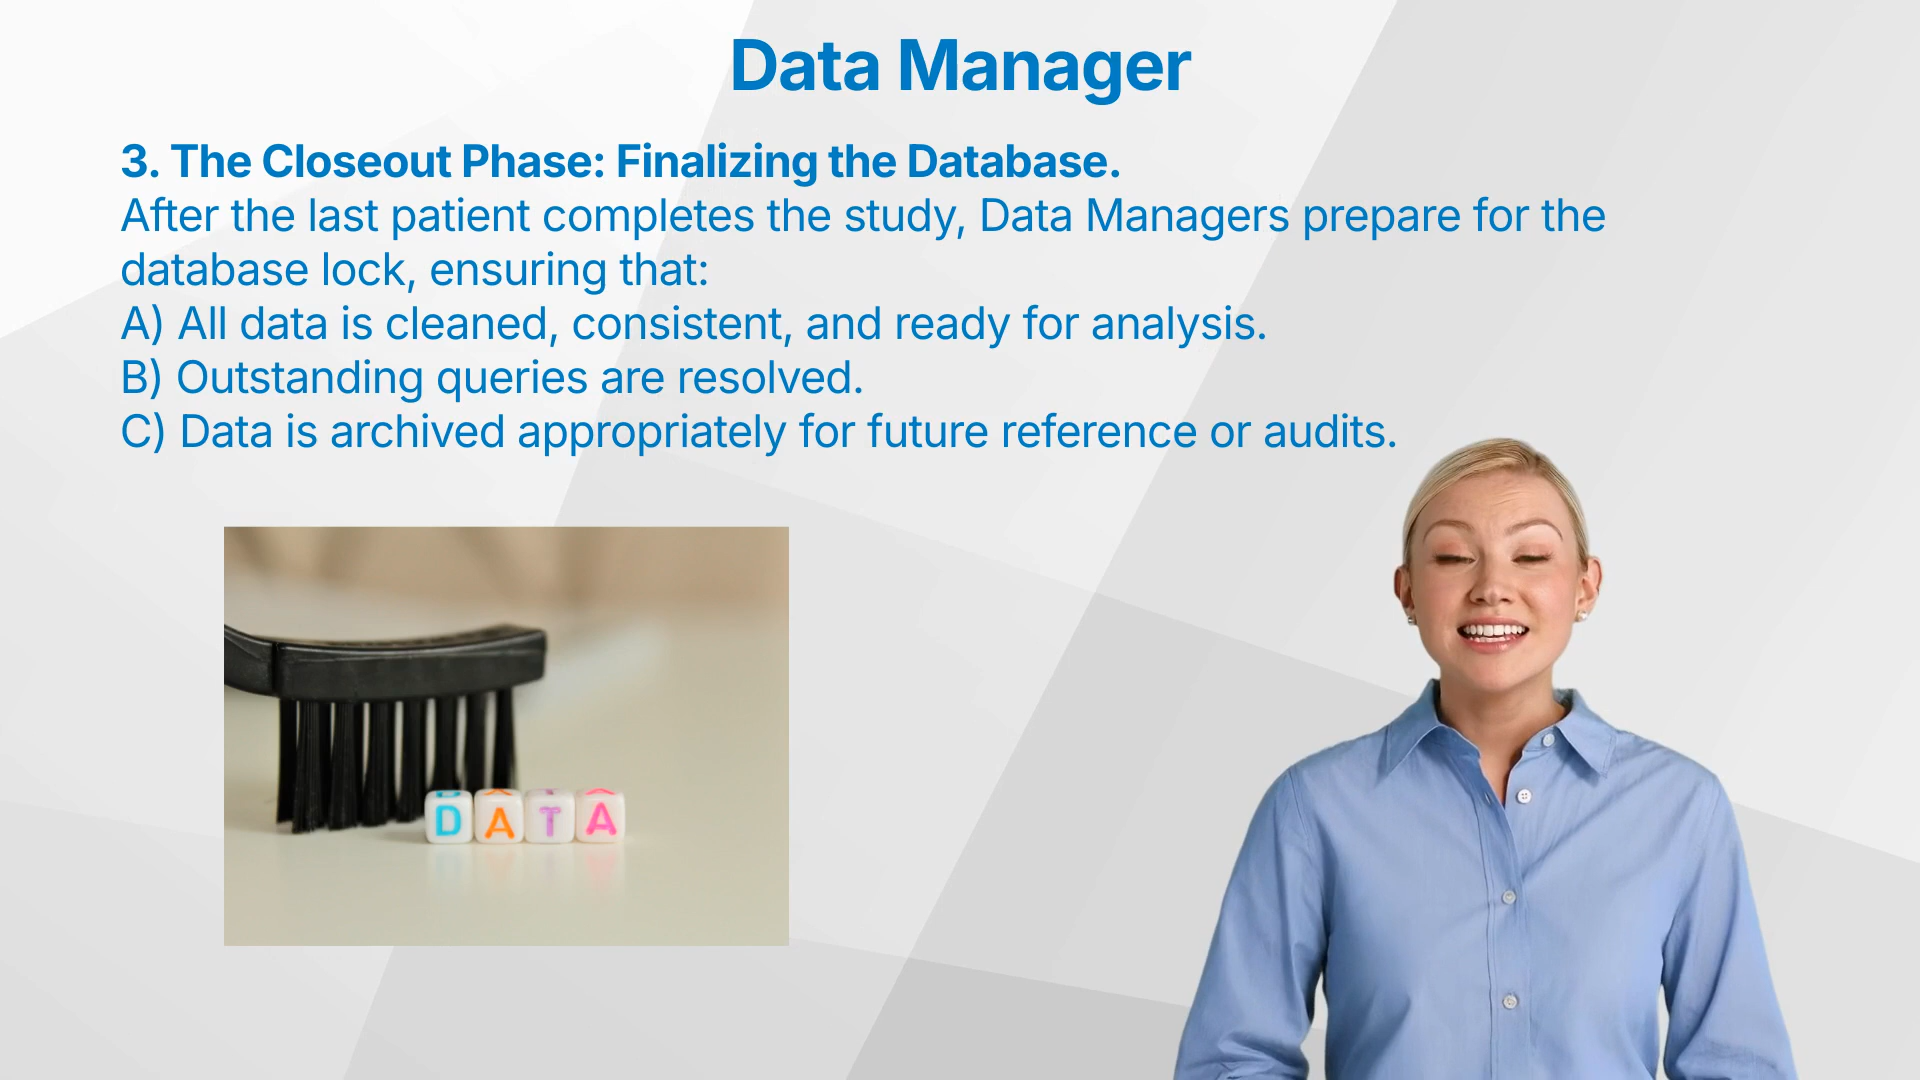 Data Manager
3. The Closeout Phase: Finalizing the Database.
After the last patient completes the study, Data Managers prepare for the
database lock, ensuring that:
A) All data is cleaned, consistent, and ready for analysis.
B) Outstanding queries are resolved.
C) Data is archived appropriately for future reference or audits.
DATA